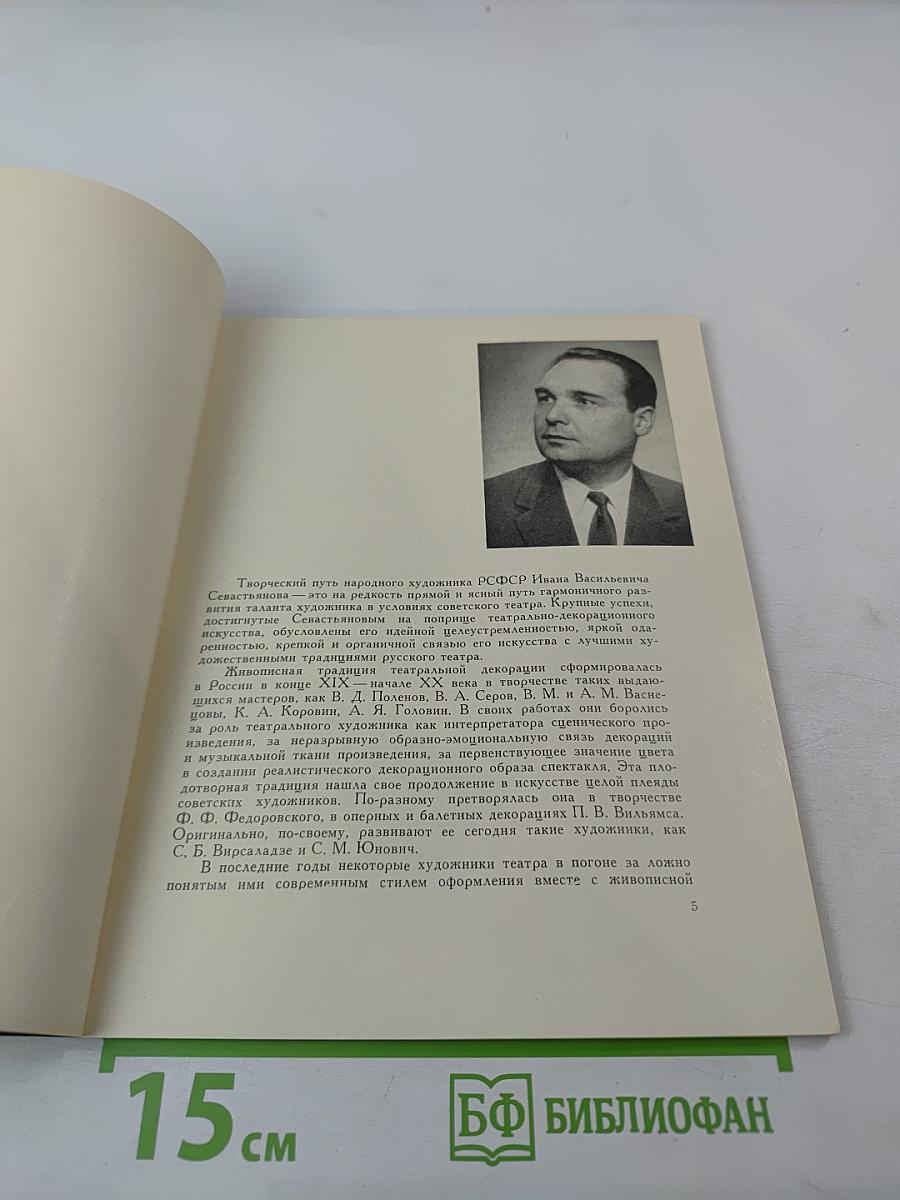 Творческий путь народного художника РСФСР Ивана Васильевича
Севастьянова — это на редкость прямой и ясный путь гармоничного раз-
вития таланта художника в условиях советского театра. Крупные успехи,
достигнутые Севастьяновым на поприще театрально-декорационного
искусства, обусловлены его идейной целеустремленностью, яркой ода-
ренностью, крепкой и органичной связью его искусства с лучшими ху-
дожественными традициями русского театра.
Живописная традиция театральной декорации сформировалась
в России в конце XIX — начале XX века в творчестве таких выдаю-
щихся мастеров, как В. Д. Поленов, В. А. Серов, В. М. и А. М. Васне-
цовы, К. А. Коровин, А. Я. Головин. В своих работах они боролись
за роль театрального художника как интерпретатора сценического про-
изведения, за неразрывную образно-эмоциональную связь декораций
и музыкальной ткани произведения, за первенствующее значение цвета
в создании реалистического декорационного образа спектакля. Эта пло-
дотворная традиция нашла свое продолжение в искусстве целой плеяды
советских художников. По-разному претворялась она в творчестве
Ф. Ф. Федоровского, в оперных и балетных декорациях П. В. Вильямса.
Оригинально, по-своему, развивают ее сегодня такие художники, как
С. Б. Вирсаладзе и С. М. Юнович.
В последние годы некоторые художники театра в погоне за ложно
понятым ими современным стилем оформления вместе с живописной
5
15 см
БФ БИБЛИОФАН